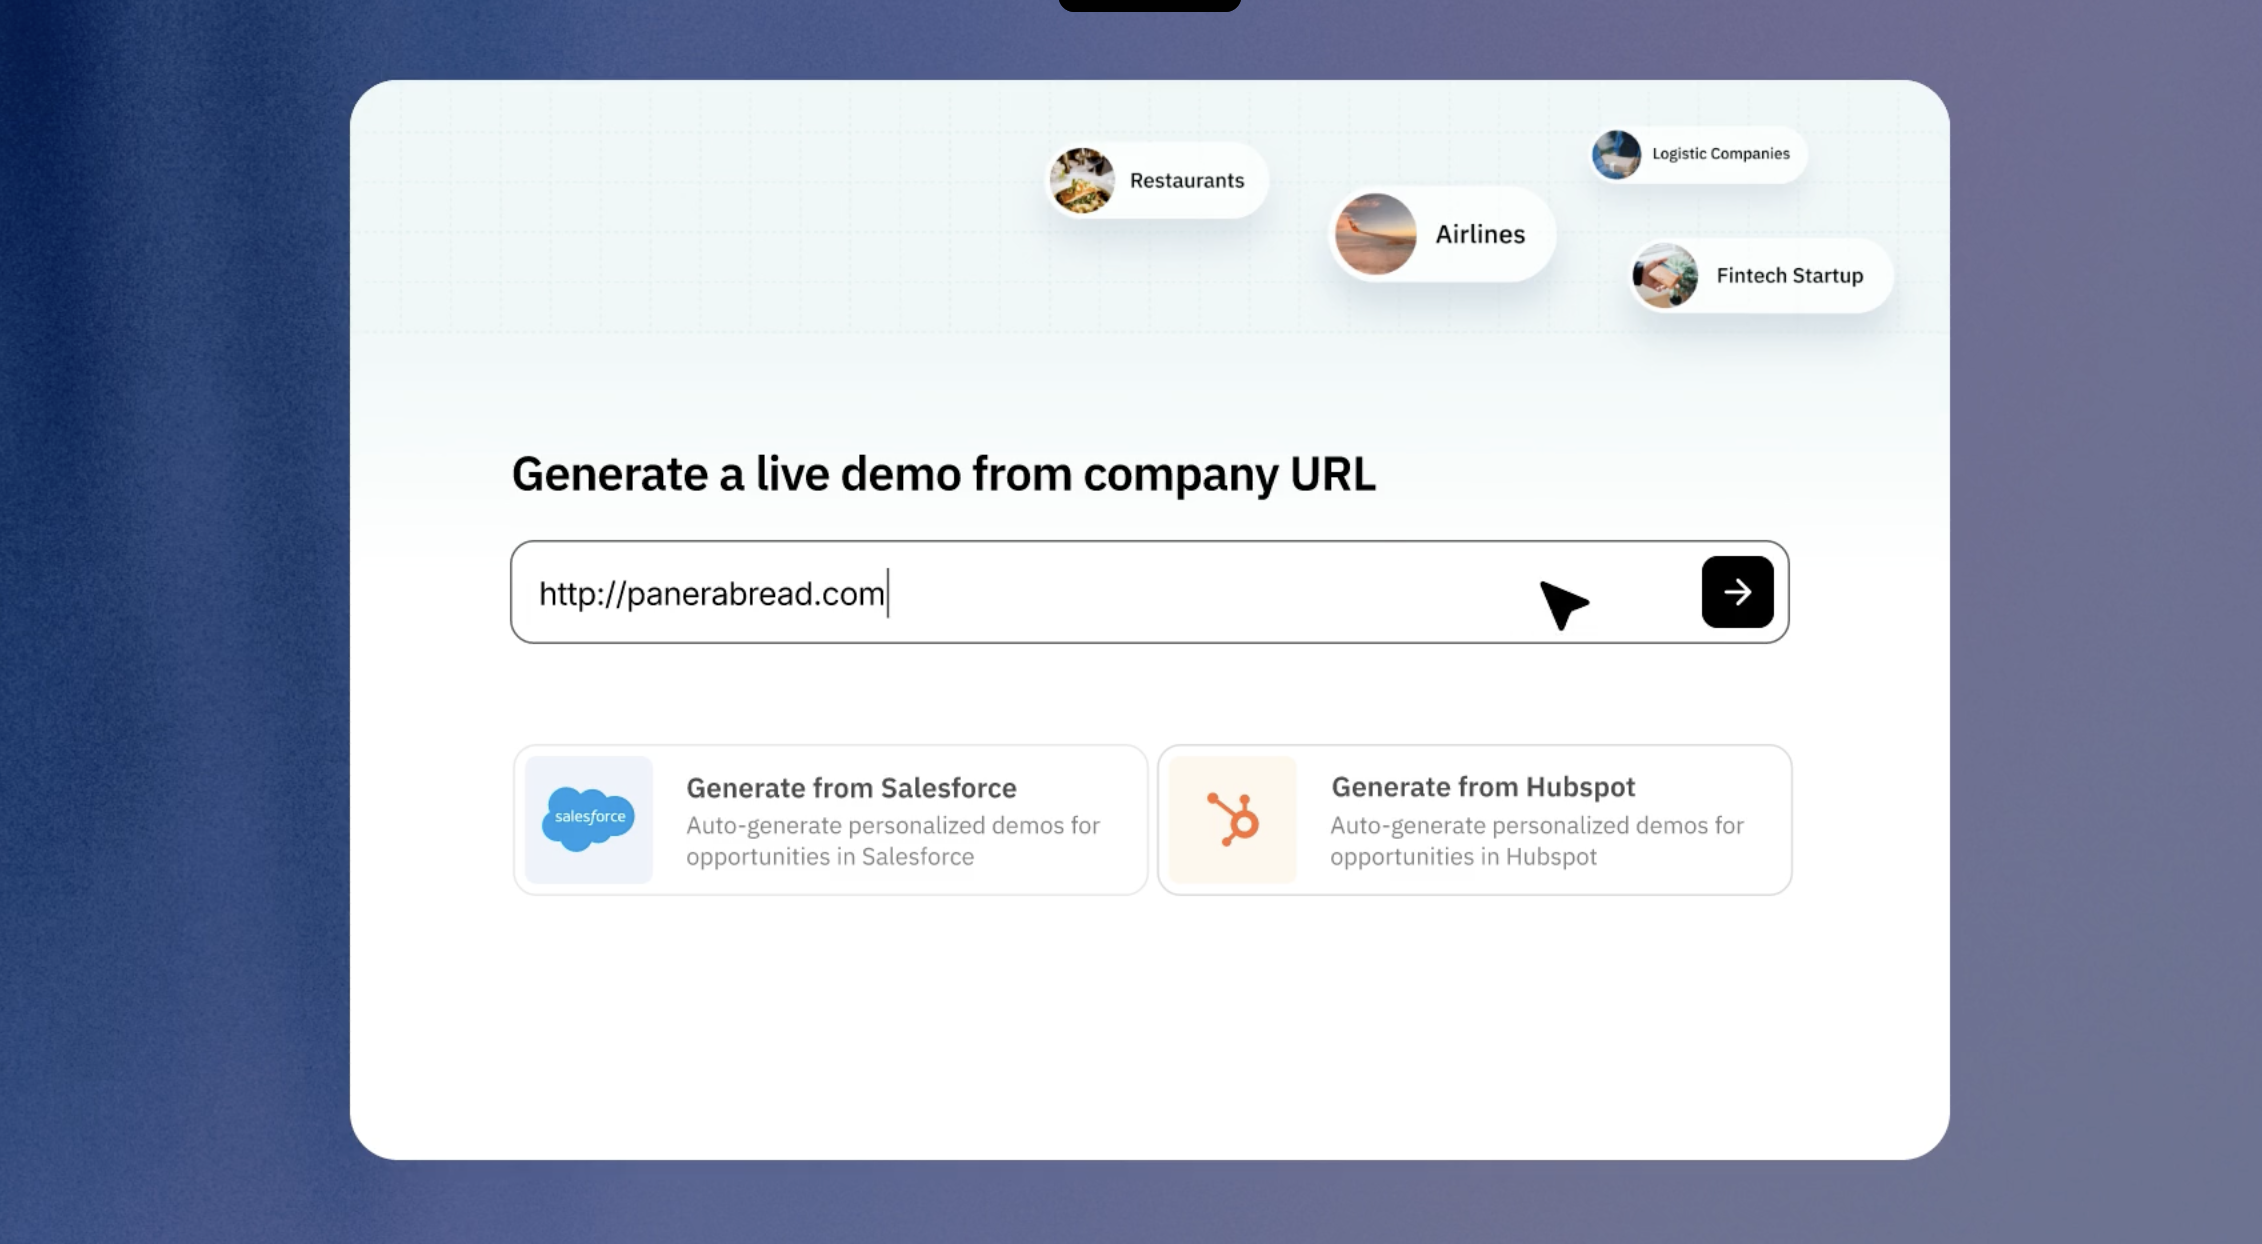 Restaurants
Airlines
Logistic Companies
Fintech Startup
Generate a live demo from company URL
http://panerabread.com
salesforce
Generate from Salesforce
Auto-generate personalized demos for
opportunities in Salesforce
Generate from Hubspot
Auto-generate personalized demos for
opportunities in Hubspot